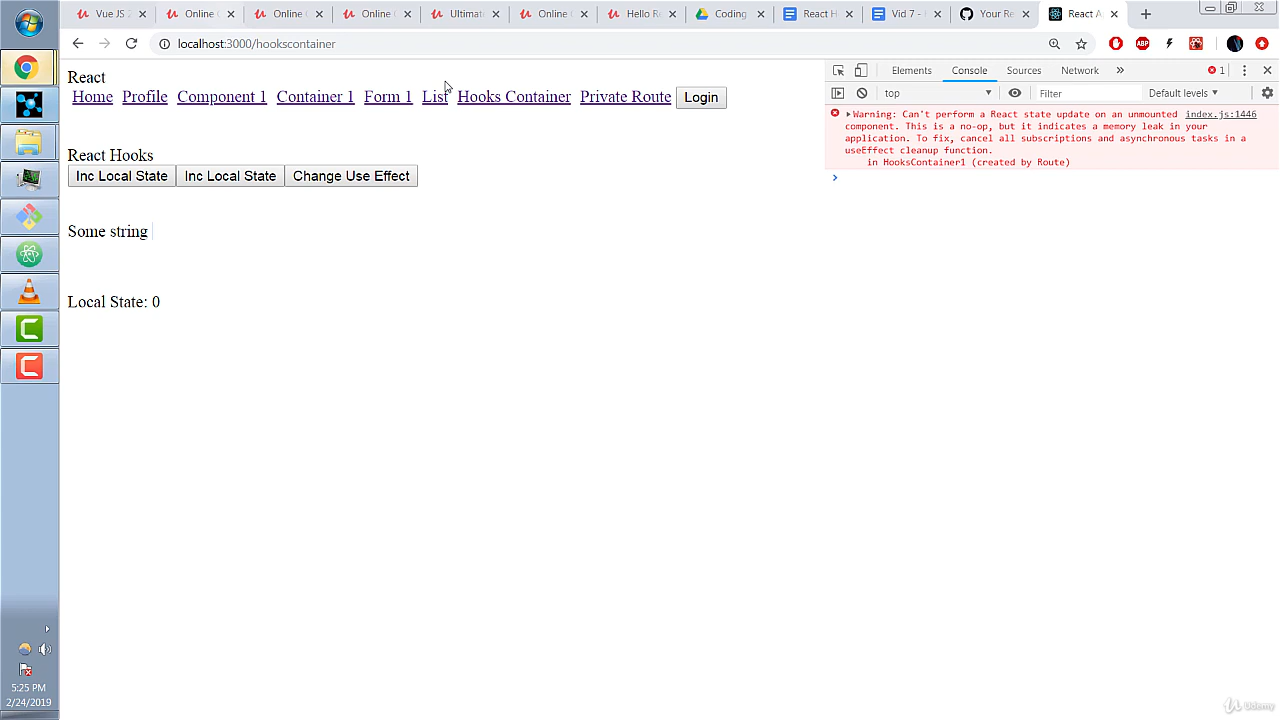 Vue JS 2
Online C
Online C
Online C
Ultimat
Online C
Hello Re
Coding
React H
Vid 7 -
Your Re
React A
localhost:3000/hookscontainer
React
Home Profile Component 1 Container 1 Form 1 List Hooks Container Private Route Login
React Hooks
Inc Local State Inc Local State Change Use Effect
Some string
Local State: 0
Elements Console Sources Network » 1
top Filter Default levels
Warning: Can't perform a React state update on an unmounted index.js:1446
component. This is a no-op, but it indicates a memory leak in your
application. To fix, cancel all subscriptions and asynchronous tasks in a
useEffect cleanup function.
in HooksContainer1 (created by Route)
ABP
5:25 PM
2/24/2019
Udemy